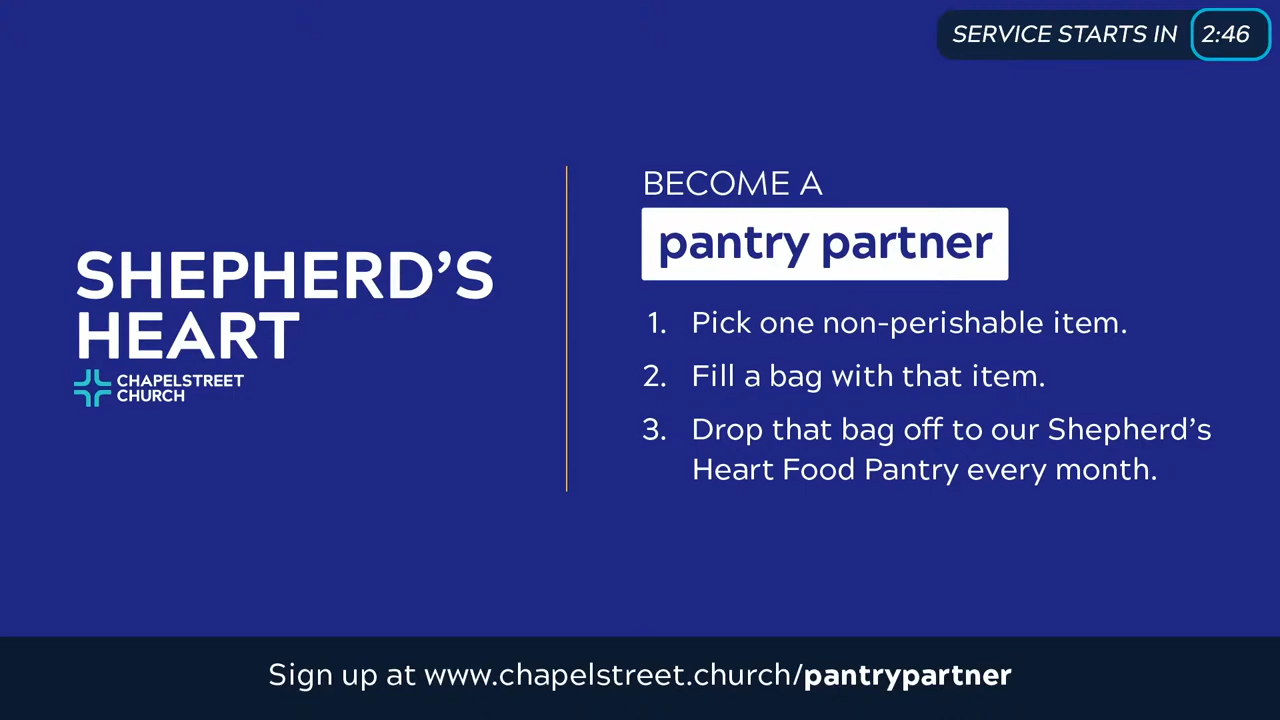 SERVICE STARTS IN 2:46
SHEPHERD'S
HEART
CHAPELSTREET
CHURCH
BECOME A
pantry partner
1. Pick one non-perishable item.
2. Fill a bag with that item.
3. Drop that bag off to our Shepherd's
Heart Food Pantry every month.
Sign up at www.chapelstreet.church/pantrypartner